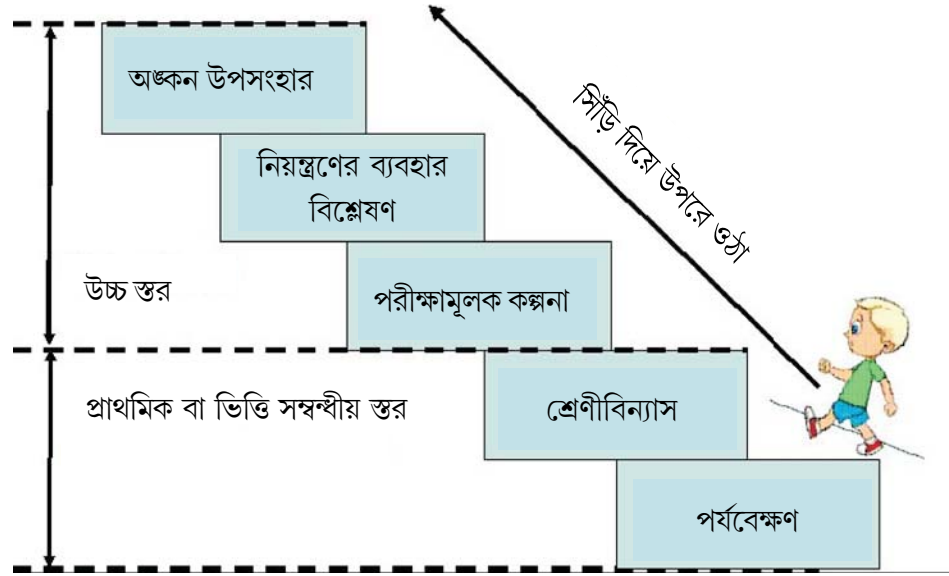 অঙ্কন উপসংহার
সিঁড়ি দিয়ে উপরে ওঠা
নিয়ন্ত্রণের ব্যবহার
বিশ্লেষণ
উচ্চ স্তর
পরীক্ষামূলক কল্পনা
প্রাথমিক বা ভিত্তি সম্বন্ধীয় স্তর
শ্রেণীবিন্যাস
পর্যবেক্ষণ